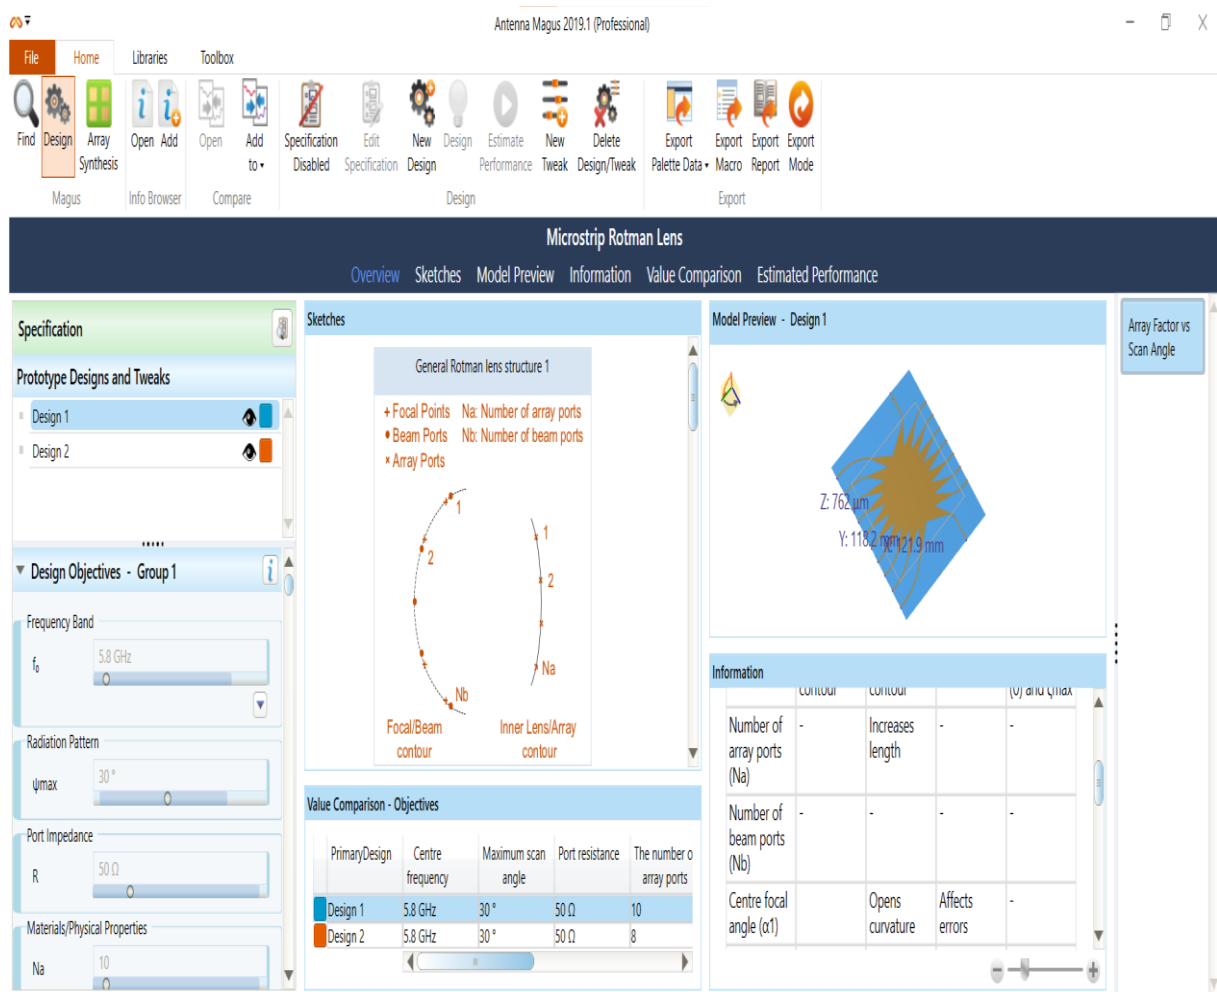 Antenna Magus 2019.1 (Professional)
File Home Libraries Toolbox
Find Design Array Synthesis
Open Add
Open Add to
Specification Disabled
Edit Specification
New Design
Design
Estimate Performance
New Tweak
Delete Design/Tweak
Export Palette Data
Export Macro
Export Report
Export Mode
Magus Info Browser Compare Design Export
Microstrip Rotman Lens
Overview Sketches Model Preview Information Value Comparison Estimated Performance
Specification
Prototype Designs and Tweaks
Design 1
Design 2
Design Objectives - Group 1
Frequency Band
f₀ 5.8 GHz
Radiation Pattern
ψmax 30 °
Port Impedance
R 50 Ω
Materials/Physical Properties
Na 10
Sketches
General Rotman lens structure 1
+ Focal Points Na: Number of array ports
• Beam Ports Nb: Number of beam ports
× Array Ports
1
2
Nb
1
2
Na
Focal/Beam contour
Inner Lens/Array contour
Value Comparison - Objectives
PrimaryDesign Centre frequency Maximum scan angle Port resistance The number o array ports
Design 1 5.8 GHz 30 ° 50 Ω 10
Design 2 5.8 GHz 30 ° 50 Ω 8
Model Preview - Design 1
Z: 762 µm
Y: 118.2 mm
X: 121.9 mm
Information
contour contour (0) and ζmax
Number of array ports (Na) - Increases length - -
Number of beam ports (Nb) - - - -
Centre focal angle (α1) Opens curvature Affects errors -
Array Factor vs
Scan Angle